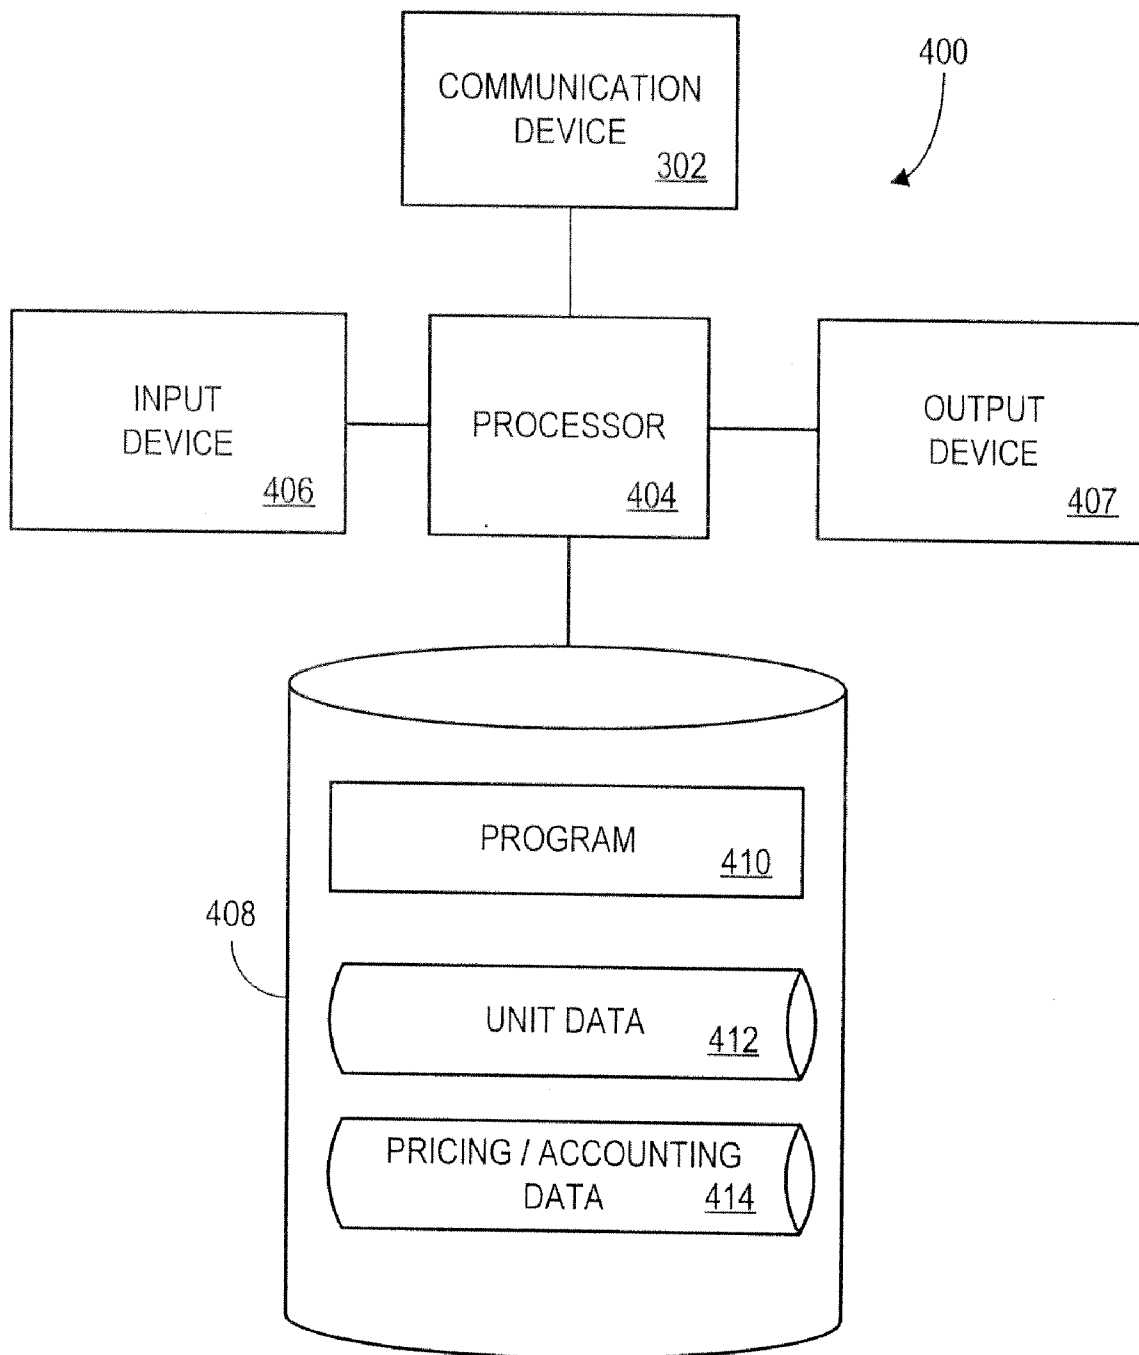 COMMUNICATION
DEVICE
302
400
INPUT
DEVICE
406
PROCESSOR
404
OUTPUT
DEVICE
407
PROGRAM
410
408
UNIT DATA
412
PRICING / ACCOUNTING
DATA
414